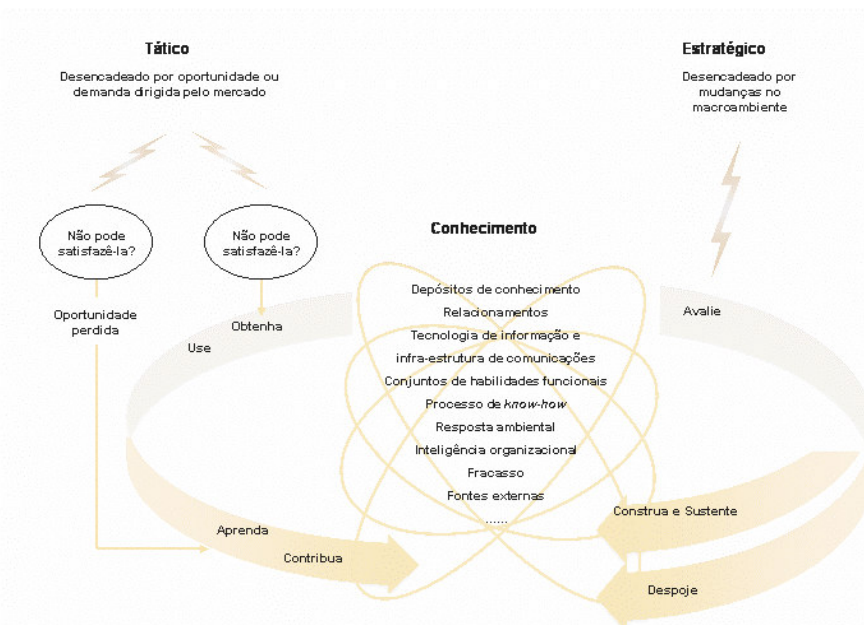 Tático
Desencadeado por oportunidade ou
demanda dirigida pelo mercado
Estratégico
Desencadeado por
mudanças no
macroambiente
Não pode
satisfazê-la?
Não pode
satisfazê-la?
Oportunidade
perdida
Obtenha
Use
Conhecimento
Depósitos de conhecimento
Relacionamentos
Tecnologia de informação e
infra-estrutura de comunicações
Conjuntos de habilidades funcionais
Processo de know-how
Resposta ambiental
Inteligência organizacional
Fracasso
Fontes externas
......
Avalie
Construa e Sustente
Despoje
Aprenda
Contribua